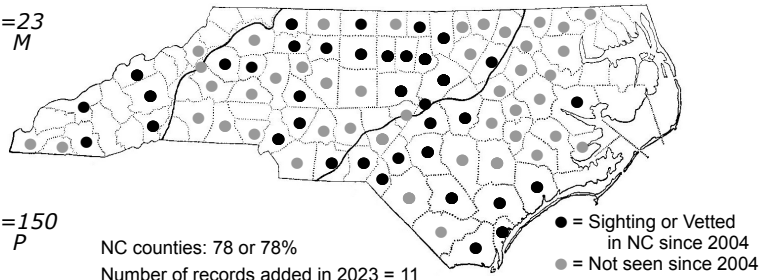 =23
M
=150
P
NC counties: 78 or 78%
Number of records added in 2023 = 11
= Sighting or Vetted
in NC since 2004
= Not seen since 2004